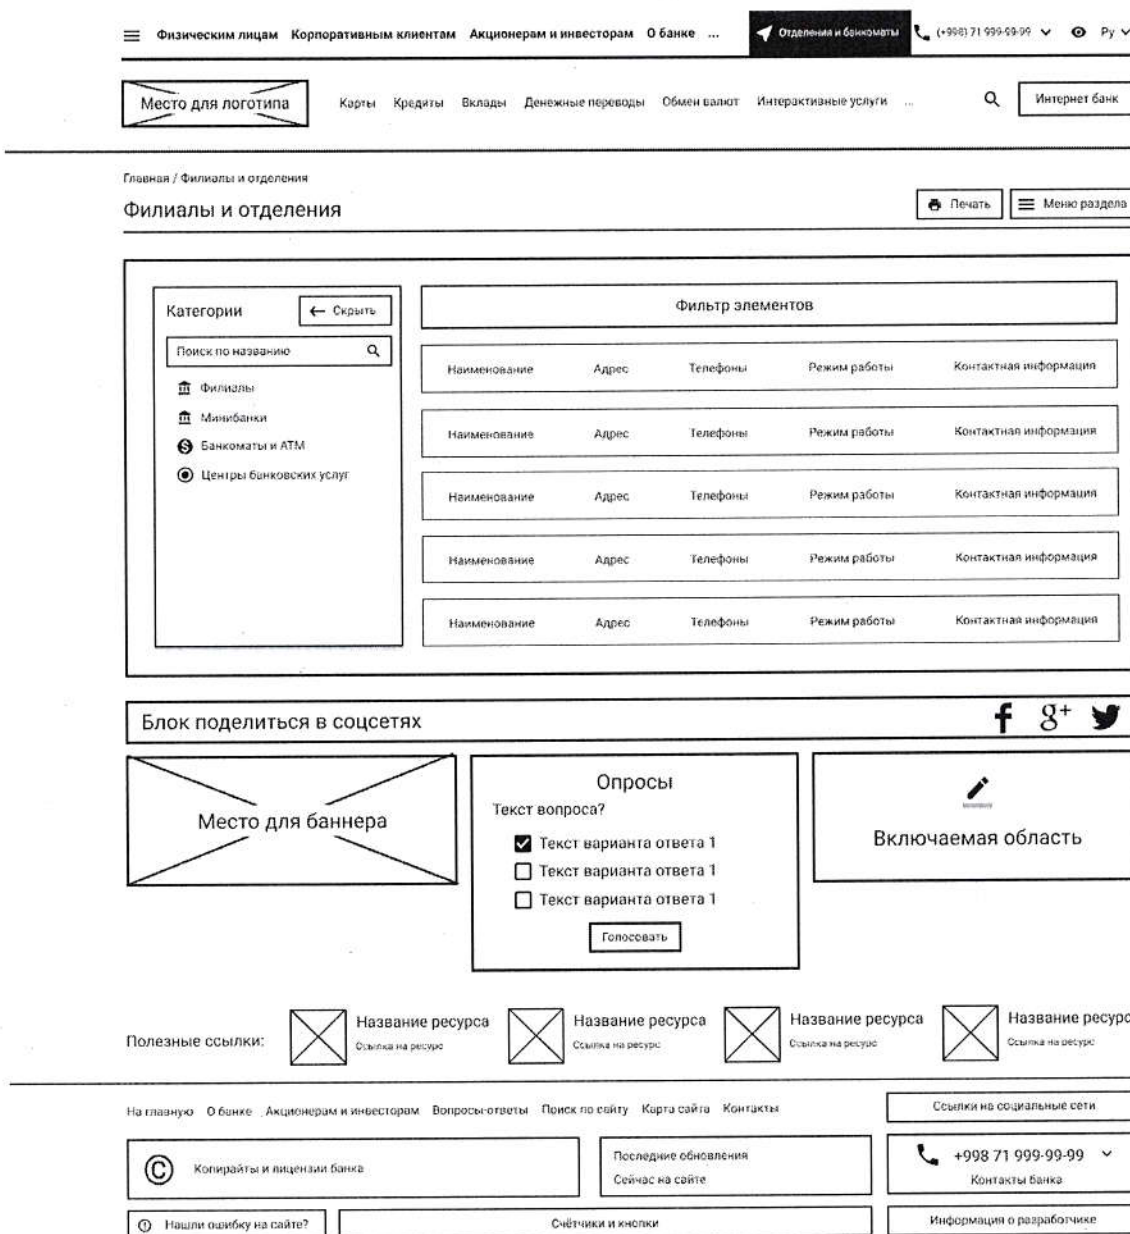 Физическим лицам Корпоративным клиентам Акционерам и инвесторам О банке ... Отделения и банкоматы (+998) 71 999-99-99 Ру
Место для логотипа Карты Кредиты Вклады Денежные переводы Обмен валют Интерактивные услуги ... Интернет банк
Главная / Филиалы и отделения
Филиалы и отделения Печать Меню раздела
Категории Скрыть
Поиск по названию
Филиалы
Минибанки
Банкоматы и АТМ
Центры банковских услуг
Фильтр элементов
Наименование Адрес Телефоны Режим работы Контактная информация
Наименование Адрес Телефоны Режим работы Контактная информация
Наименование Адрес Телефоны Режим работы Контактная информация
Наименование Адрес Телефоны Режим работы Контактная информация
Наименование Адрес Телефоны Режим работы Контактная информация
Блок поделиться в соцсетях f g+
Место для баннера
Опросы
Текст вопроса?
Текст варианта ответа 1
Текст варианта ответа 1
Текст варианта ответа 1
Голосовать
Включаемая область
Полезные ссылки:
Название ресурса
Ссылка на ресурс
Название ресурса
Ссылка на ресурс
Название ресурса
Ссылка на ресурс
Название ресурс
Ссылка на ресурс
На главную О банке Акционерам и инвесторам Вопросы-ответы Поиск по сайту Карта сайта Контакты Ссылки на социальные сети
© Копирайты и лицензии банка
Последние обновления
Сейчас на сайте
+998 71 999-99-99
Контакты банка
Нашли ошибку на сайте? Счётчики и кнопки Информация о разработчике